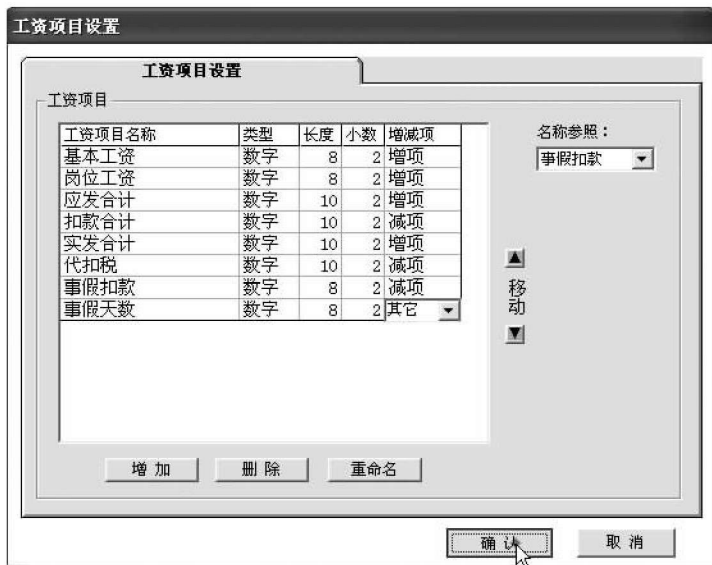 工资项目设置
工资项目设置
工资项目
工资项目名称 类型 长度 小数 增减项
基本工资 数字 8 2 增项
岗位工资 数字 8 2 增项
应发合计 数字 10 2 增项
扣款合计 数字 10 2 减项
实发合计 数字 10 2 增项
代扣税 数字 10 2 减项
事假扣款 数字 8 2 减项
事假天数 数字 8 2 其它
名称参照：
事假扣款
移
动
增加 删除 重命名
确认 取消